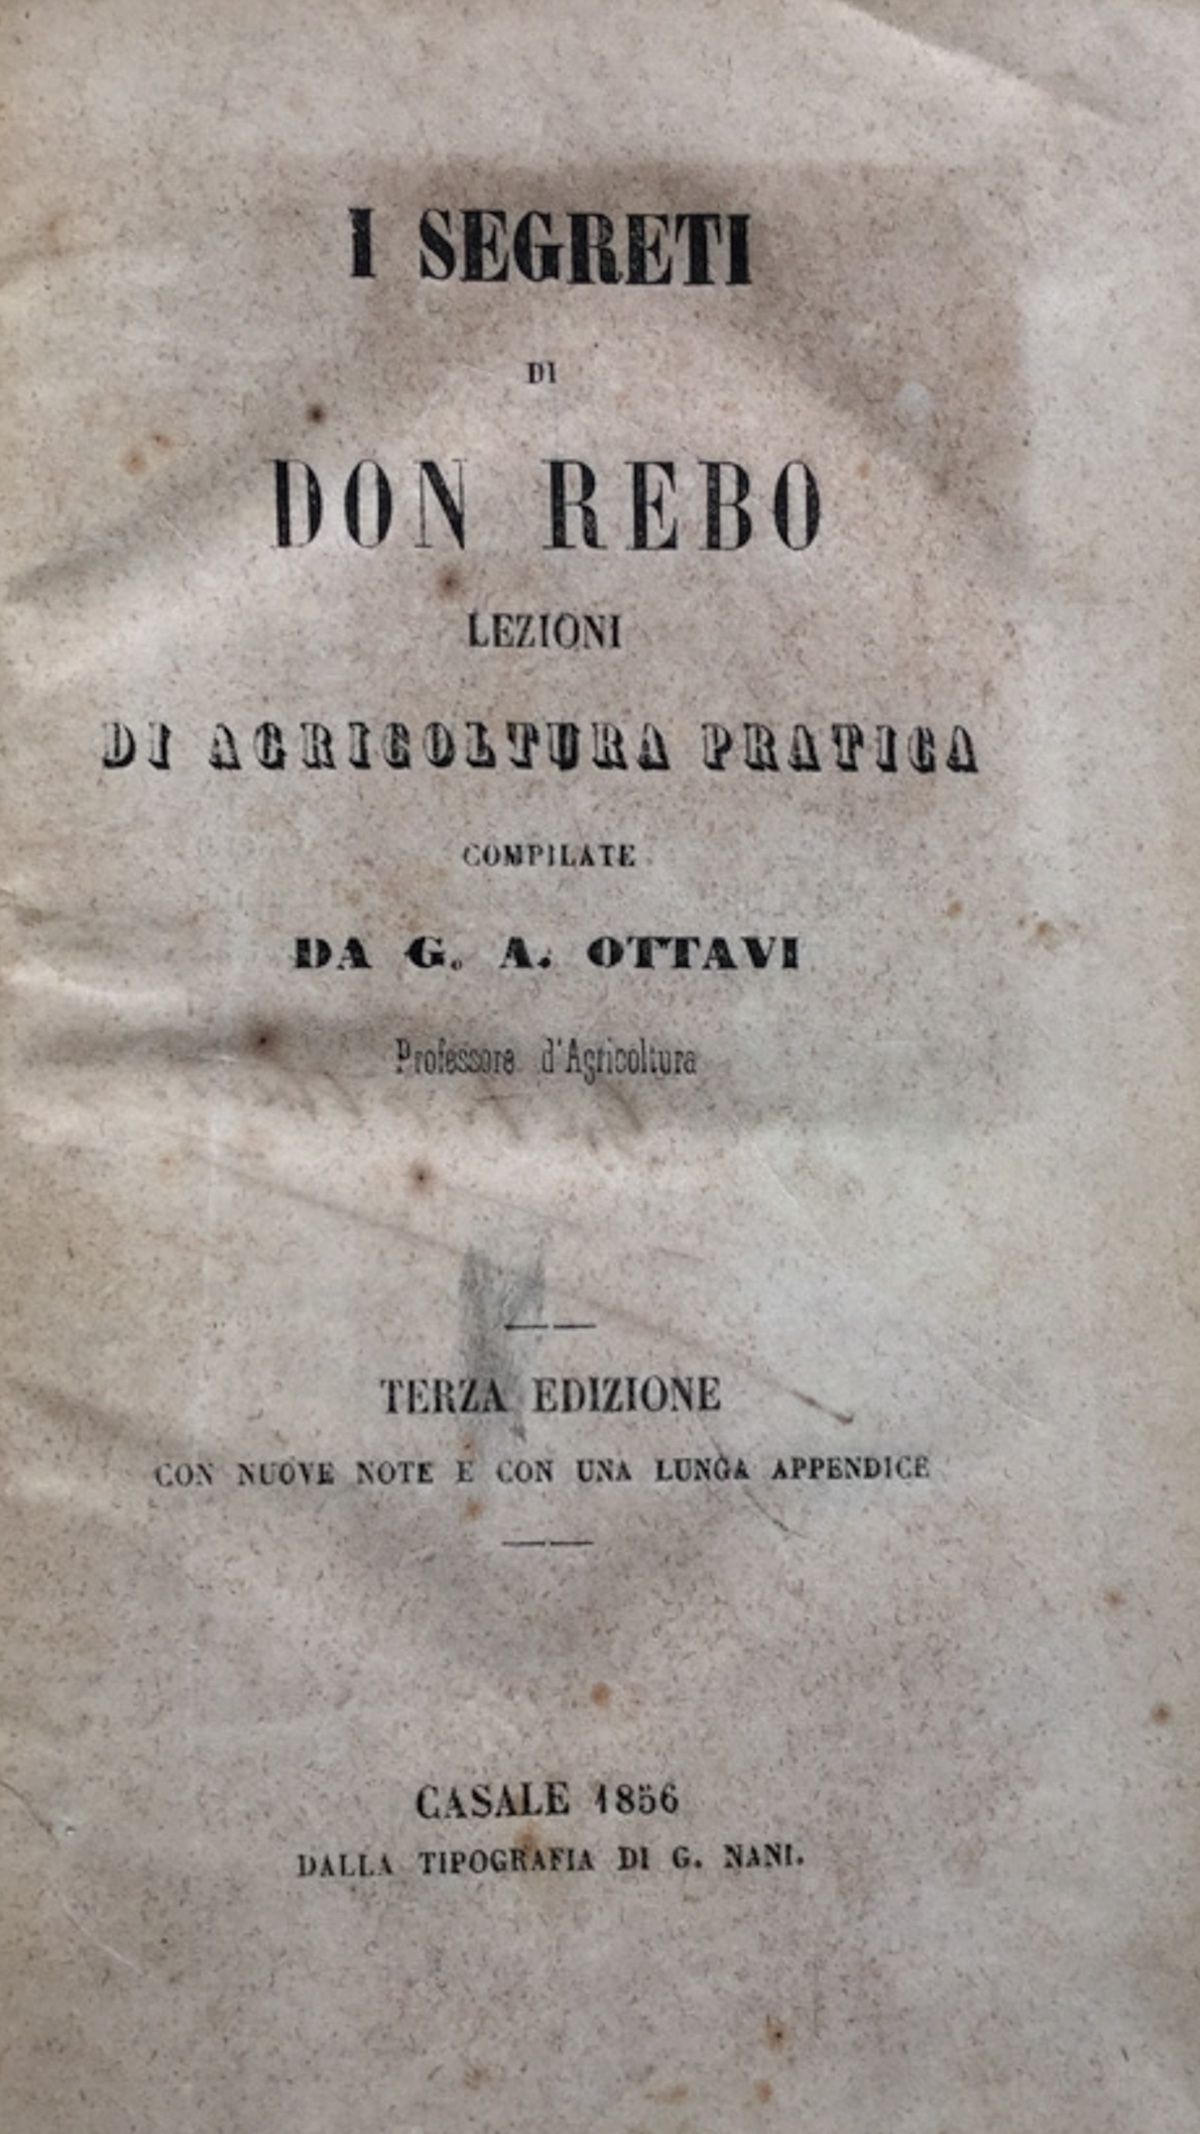 I SEGRETI
DI
DON REBO
LEZIONI
DI AGRICOLTURA PRATICA
COMPILATE
DA G. A. OTTAVI
Professore d'Agricoltura
TERZA EDIZIONE
CON NUOVE NOTE E CON UNA LUNGA APPENDICE
CASALE 1856
DALLA TIPOGRAFIA DI G. NANI.